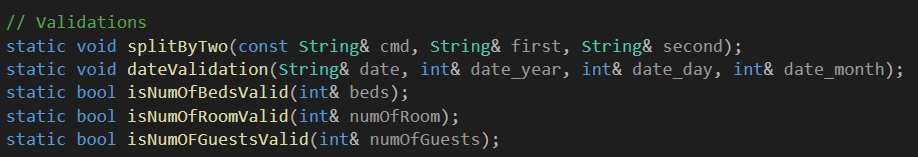 // Validations
static void splitByTwo(const String& cmd, String& first, String& second);
static void dateValidation(String& date, int& date_year, int& date_day, int& date_month);
static bool isNumOfBedsValid(int& beds);
static bool isNumOfRoomValid(int& numOfRoom);
static bool isNumOFGuestsValid(int& numOfGuests);